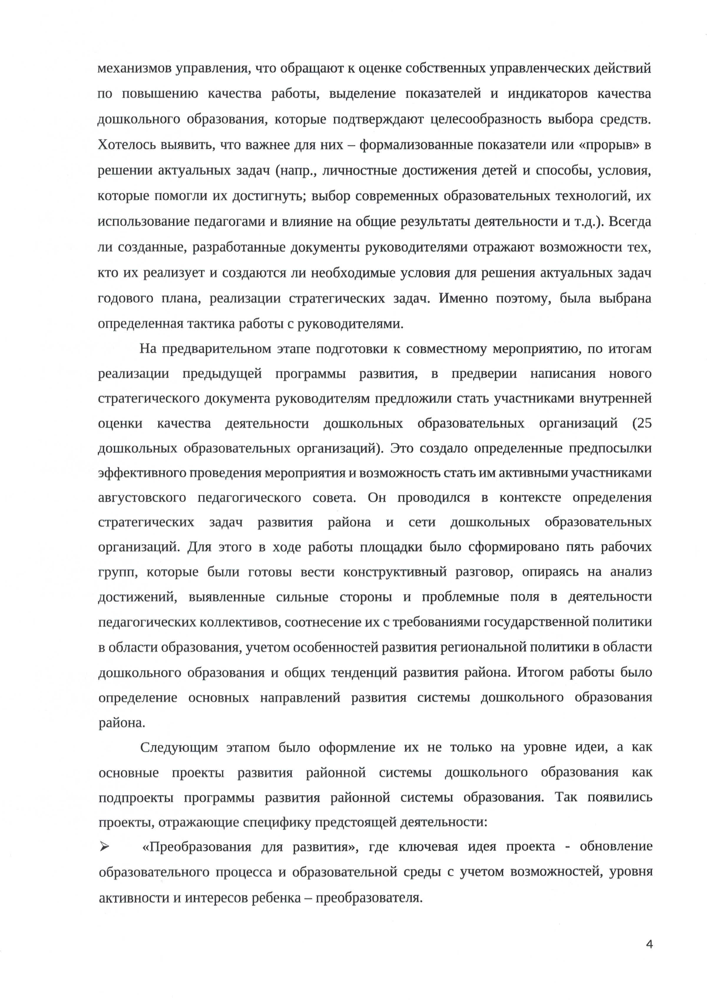 механизмов управления, что обращают к оценке собственных управленческих действий
по повышению качества работы, выделение показателей и индикаторов качества
дошкольного образования, которые подтверждают целесообразность выбора средств.
Хотелось выявить, что важнее для них – формализованные показатели или «прорыв» в
решении актуальных задач (напр., личностные достижения детей и способы, условия,
которые помогли их достигнуть; выбор современных образовательных технологий, их
использование педагогами и влияние на общие результаты деятельности и т.д.). Всегда
ли созданные, разработанные документы руководителями отражают возможности тех,
кто их реализует и создаются ли необходимые условия для решения актуальных задач
годового плана, реализации стратегических задач. Именно поэтому, была выбрана
определенная тактика работы с руководителями.
На предварительном этапе подготовки к совместному мероприятию, по итогам
реализации предыдущей программы развития, в предверии написания нового
стратегического документа руководителям предложили стать участниками внутренней
оценки качества деятельности дошкольных образовательных организаций (25
дошкольных образовательных организаций). Это создало определенные предпосылки
эффективного проведения мероприятия и возможность стать им активными участниками
августовского педагогического совета. Он проводился в контексте определения
стратегических задач развития района и сети дошкольных образовательных
организаций. Для этого в ходе работы площадки было сформировано пять рабочих
групп, которые были готовы вести конструктивный разговор, опираясь на анализ
достижений, выявленные сильные стороны и проблемные поля в деятельности
педагогических коллективов, соотнесение их с требованиями государственной политики
в области образования, учетом особенностей развития региональной политики в области
дошкольного образования и общих тенденций развития района. Итогом работы было
определение основных направлений развития системы дошкольного образования
района.
Следующим этапом было оформление их не только на уровне идеи, а как
основные проекты развития районной системы дошкольного образования как
подпроекты программы развития районной системы образования. Так появились
проекты, отражающие специфику предстоящей деятельности:
➢ «Преобразования для развития», где ключевая идея проекта - обновление
образовательного процесса и образовательной среды с учетом возможностей, уровня
активности и интересов ребенка – преобразователя.
4